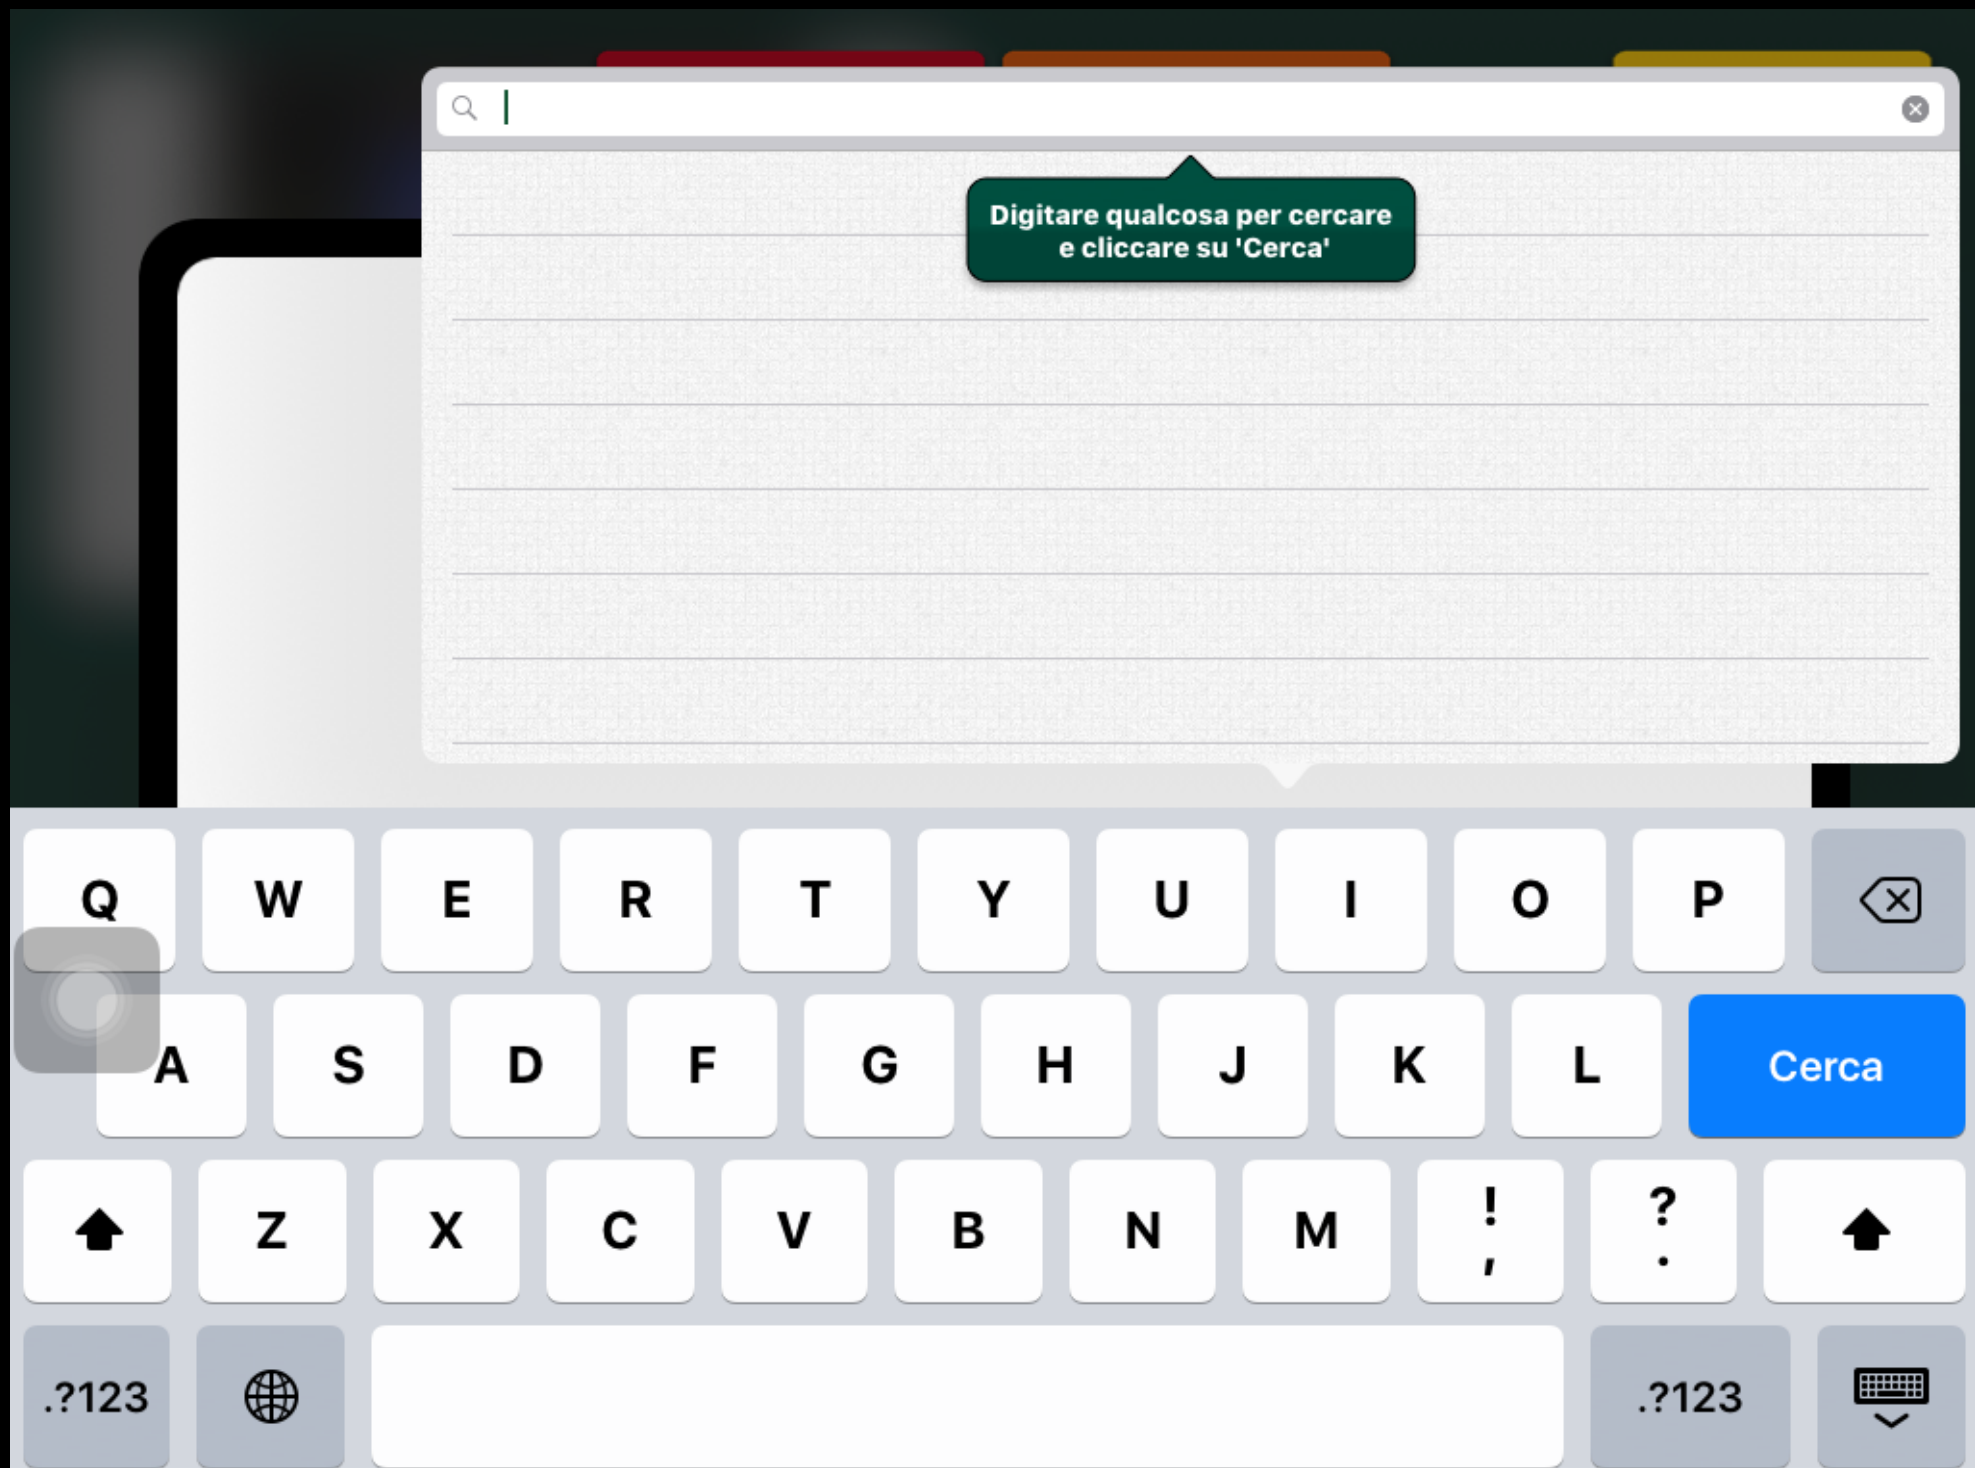 Digitare qualcosa per cercare
e cliccare su 'Cerca'
Q W E R T Y U I O P
A S D F G H J K L Cerca
Z X C V B N M ! , ? .
.?123 .?123